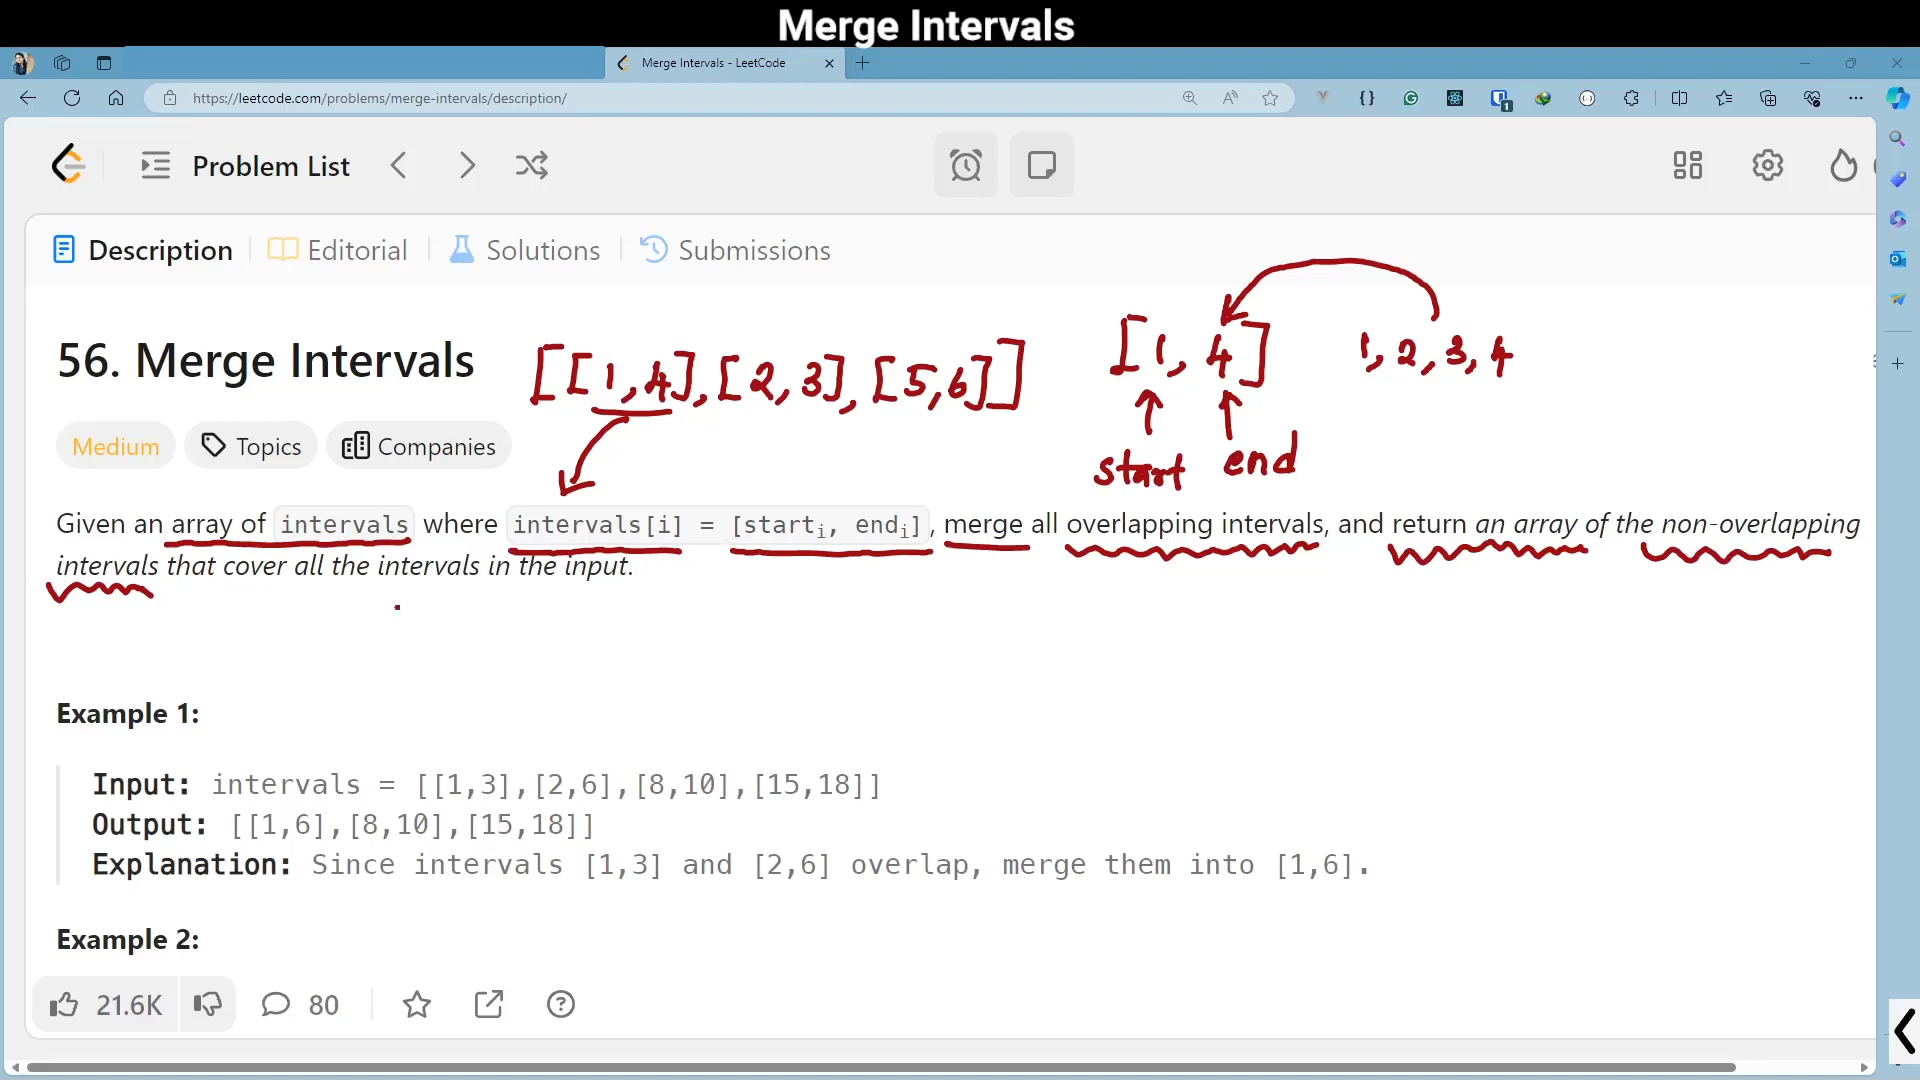 Merge Intervals
Merge Intervals - LeetCode
https://leetcode.com/problems/merge-intervals/description/
1
Problem List
Description
Editorial
Solutions
Submissions
56. Merge Intervals
[[1,4],[2,3],[5,6]]
[1, 4]
1, 2, 3, 4
start
end
Medium
Topics
Companies
Given an array of intervals where intervals[i] = [starti, endi], merge all overlapping intervals, and return an array of the non-overlapping
intervals that cover all the intervals in the input.
Example 1:
Input: intervals = [[1,3],[2,6],[8,10],[15,18]]
Output: [[1,6],[8,10],[15,18]]
Explanation: Since intervals [1,3] and [2,6] overlap, merge them into [1,6].
Example 2:
21.6K
80